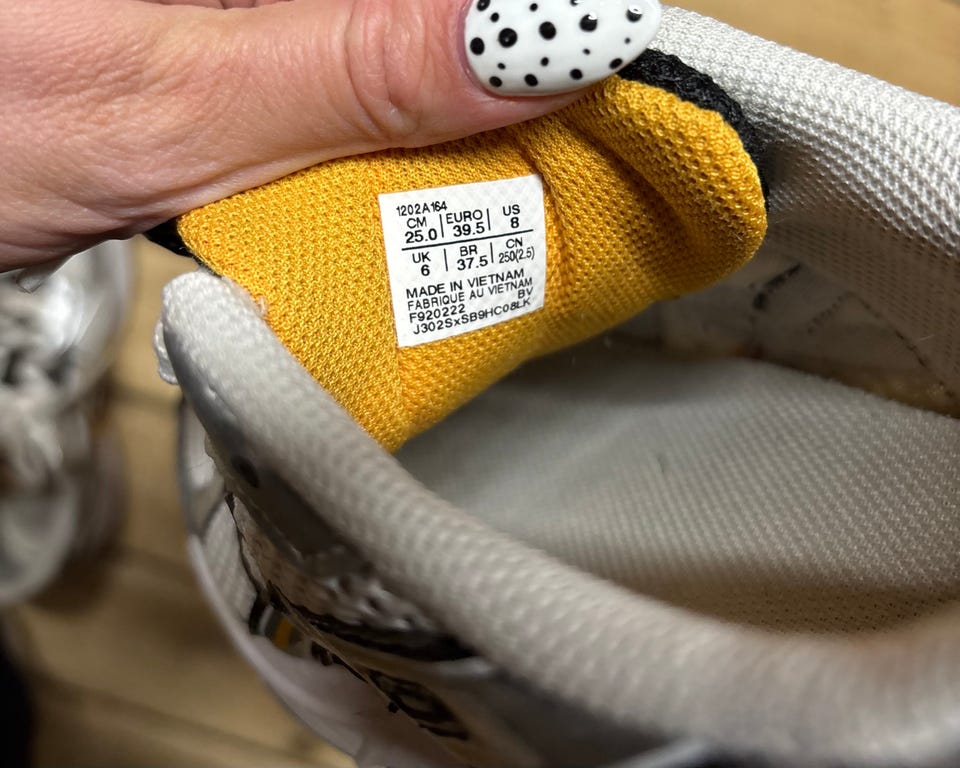 1202A164
CM EURO US
25.0 39.5 8
UK BR CN
6 37.5 250(2.5)
MADE IN VIETNAM
FABRIQUE AU VIETNAM
F920222 BV
J302SxSB9HC08LK